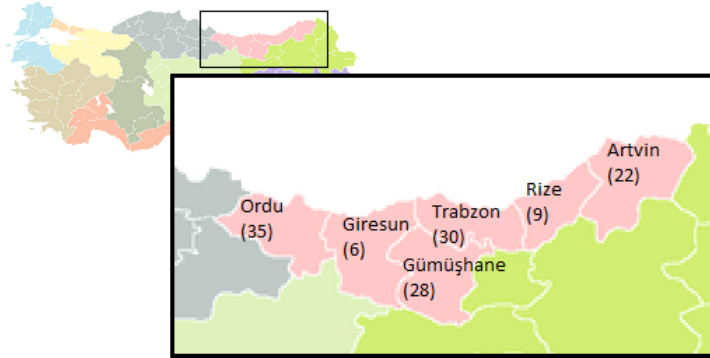 Artvin
(22)
Rize
(9)
Ordu
(35)
Giresun
(6)
Trabzon
(30)
Gümüşhane
(28)